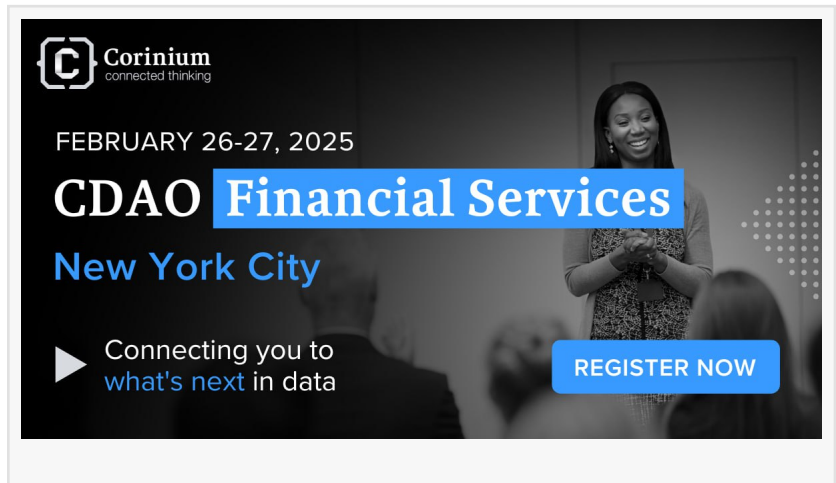 Corinium
connected thinking
FEBRUARY 26-27, 2025
CDAO Financial Services
New York City
Connecting you to
what's next in data
REGISTER NOW